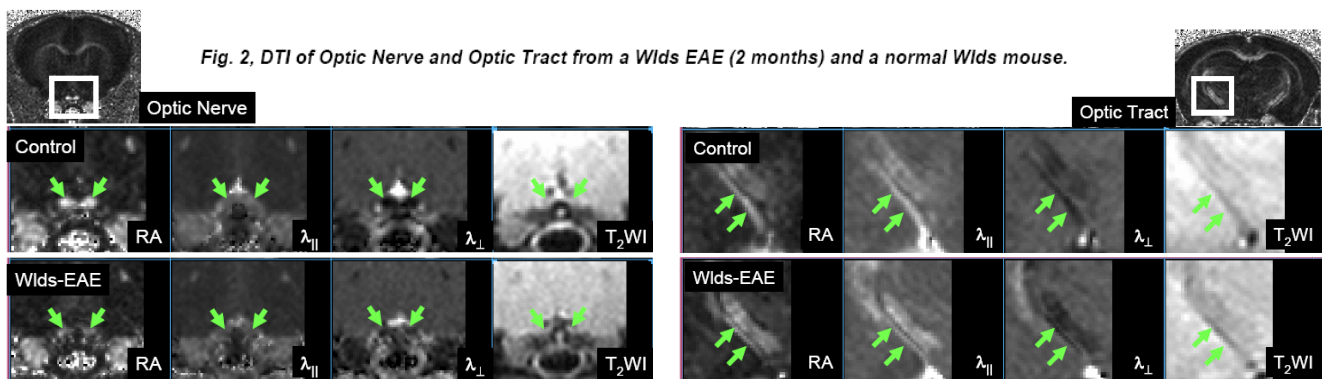 Fig. 2, DTI of Optic Nerve and Optic Tract from a Wlds EAE (2 months) and a normal Wlds mouse.
Optic Nerve
Optic Tract
Control
RA
λ||
λ⊥
T₂WI
Control
RA
λ||
λ⊥
T₂WI
Wlds-EAE
RA
λ||
λ⊥
T₂WI
Wlds-EAE
RA
λ||
λ⊥
T₂WI